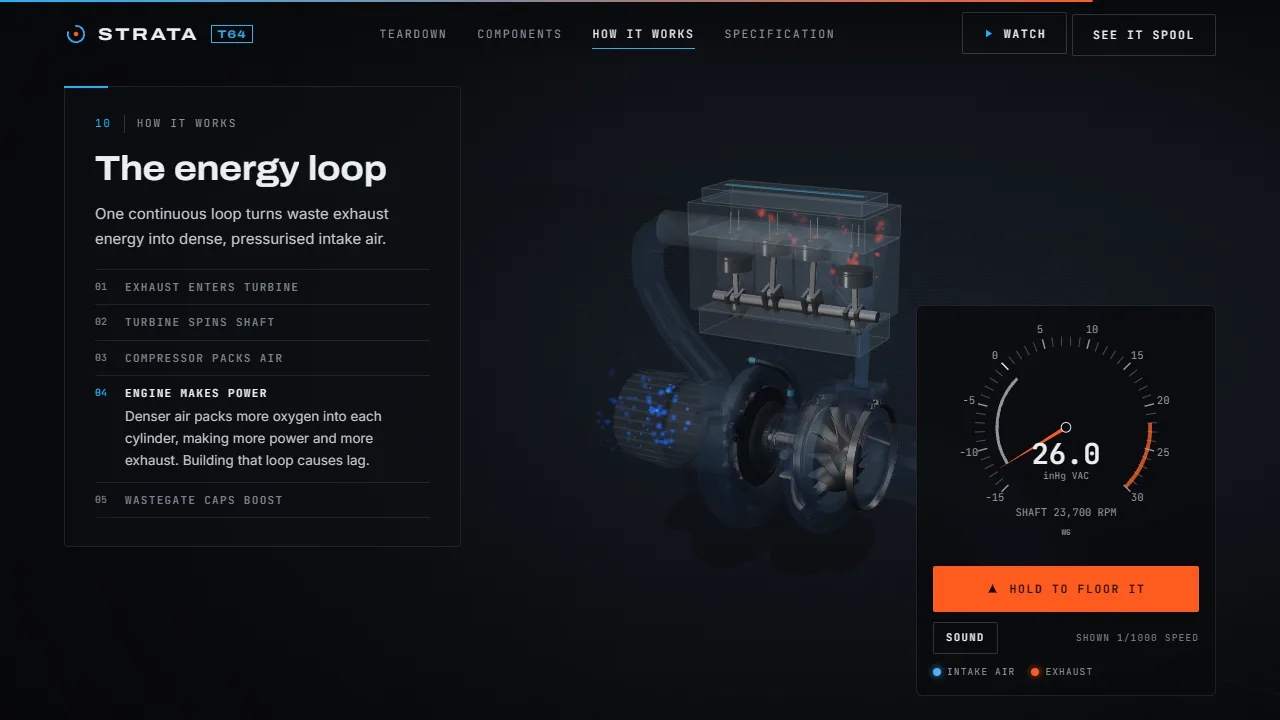 STRATA T64
TEARDOWN
COMPONENTS
HOW IT WORKS
SPECIFICATION
WATCH
SEE IT SPOOL
10 HOW IT WORKS
The energy loop
One continuous loop turns waste exhaust
energy into dense, pressurised intake air.
01 EXHAUST ENTERS TURBINE
02 TURBINE SPINS SHAFT
03 COMPRESSOR PACKS AIR
04 ENGINE MAKES POWER
Denser air packs more oxygen into each
cylinder, making more power and more
exhaust. Building that loop causes lag.
05 WASTEGATE CAPS BOOST
-15
-10
-5
0
5
10
15
20
25
30
26.0
inHg VAC
SHAFT 23,700 RPM
WG
▲ HOLD TO FLOOR IT
SOUND
SHOWN 1/1000 SPEED
INTAKE AIR
EXHAUST